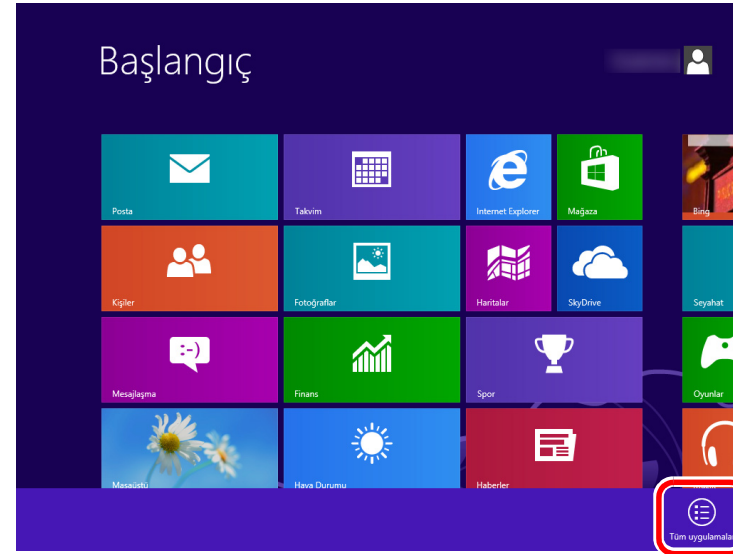 Başlangıç
Posta
Takvim
Internet Explorer
Mağaza
Bing
Kişiler
Fotoğraflar
Haritalar
SkyDrive
Seyahat
Mesajlaşma
:-)
Finans
Spor
Oyunlar
Masaüstü
Hava Durumu
Haberler
Tüm uygulamalar